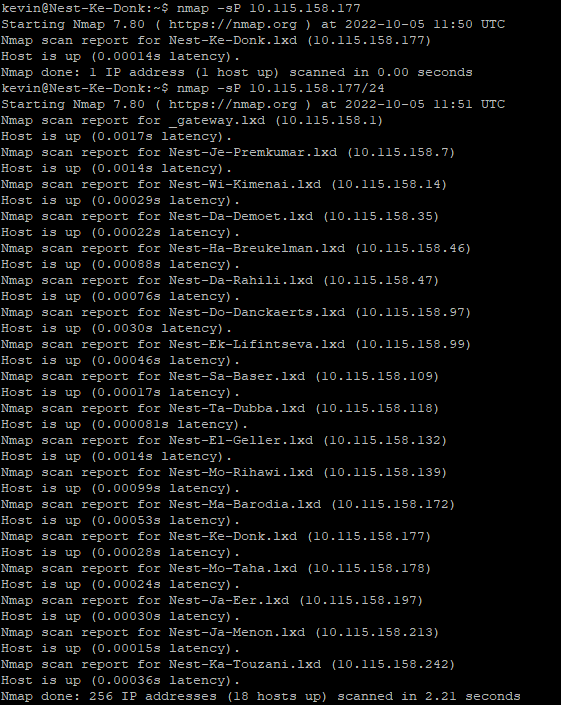 kevin@Nest-Ke-Donk:~$ nmap -sP 10.115.158.177
Starting Nmap 7.80 ( https://nmap.org ) at 2022-10-05 11:50 UTC
Nmap scan report for Nest-Ke-Donk.lxd (10.115.158.177)
Host is up (0.00014s latency).
Nmap done: 1 IP address (1 host up) scanned in 0.00 seconds
kevin@Nest-Ke-Donk:~$ nmap -sP 10.115.158.177/24
Starting Nmap 7.80 ( https://nmap.org ) at 2022-10-05 11:51 UTC
Nmap scan report for _gateway.lxd (10.115.158.1)
Host is up (0.0017s latency).
Nmap scan report for Nest-Je-Premkumar.lxd (10.115.158.7)
Host is up (0.0014s latency).
Nmap scan report for Nest-Wi-Kimenai.lxd (10.115.158.14)
Host is up (0.00029s latency).
Nmap scan report for Nest-Da-Demoet.lxd (10.115.158.35)
Host is up (0.00022s latency).
Nmap scan report for Nest-Ha-Breukelman.lxd (10.115.158.46)
Host is up (0.00088s latency).
Nmap scan report for Nest-Da-Rahili.lxd (10.115.158.47)
Host is up (0.00076s latency).
Nmap scan report for Nest-Do-Danckaerts.lxd (10.115.158.97)
Host is up (0.0030s latency).
Nmap scan report for Nest-Ek-Lifintseva.lxd (10.115.158.99)
Host is up (0.00046s latency).
Nmap scan report for Nest-Sa-Baser.lxd (10.115.158.109)
Host is up (0.00017s latency).
Nmap scan report for Nest-Ta-Dubba.lxd (10.115.158.118)
Host is up (0.000081s latency).
Nmap scan report for Nest-El-Geller.lxd (10.115.158.132)
Host is up (0.0014s latency).
Nmap scan report for Nest-Mo-Rihawi.lxd (10.115.158.139)
Host is up (0.00099s latency).
Nmap scan report for Nest-Ma-Barodia.lxd (10.115.158.172)
Host is up (0.00053s latency).
Nmap scan report for Nest-Ke-Donk.lxd (10.115.158.177)
Host is up (0.00028s latency).
Nmap scan report for Nest-Mo-Taha.lxd (10.115.158.178)
Host is up (0.00024s latency).
Nmap scan report for Nest-Ja-Eer.lxd (10.115.158.197)
Host is up (0.00030s latency).
Nmap scan report for Nest-Ja-Menon.lxd (10.115.158.213)
Host is up (0.00015s latency).
Nmap scan report for Nest-Ka-Touzani.lxd (10.115.158.242)
Host is up (0.00036s latency).
Nmap done: 256 IP addresses (18 hosts up) scanned in 2.21 seconds